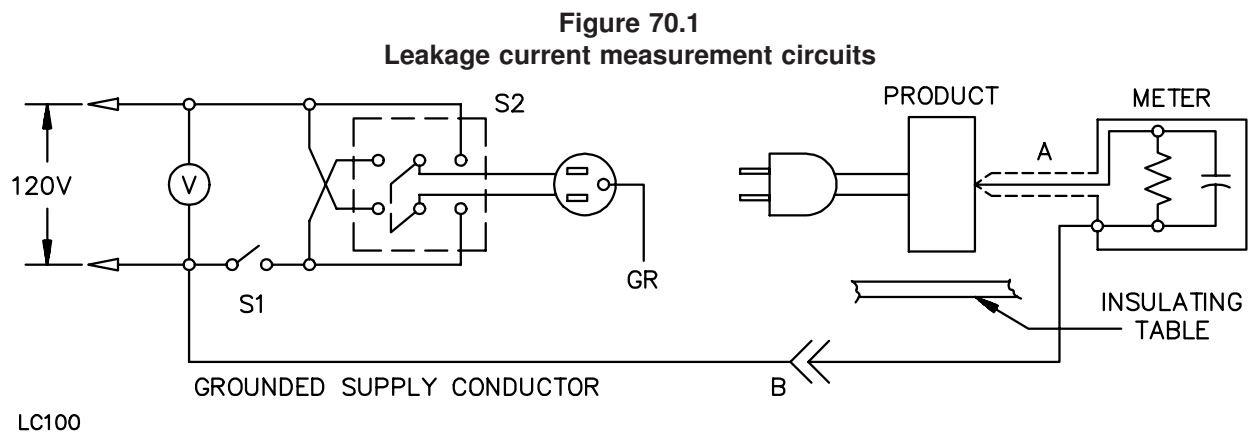 Figure 70.1
Leakage current measurement circuits
S2
PRODUCT
METER
A
120V
V
GR
S1
INSULATING
TABLE
GROUNDED SUPPLY CONDUCTOR
B
LC100